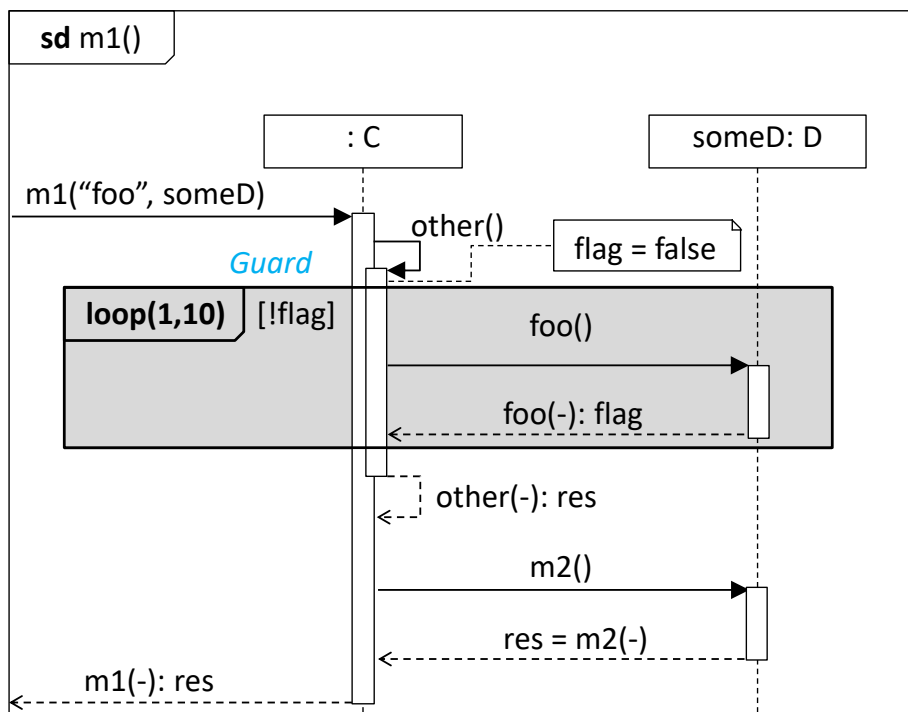 sd m1()
: C
someD: D
m1(“foo”, someD)
other()
flag = false
Guard
loop(1,10) [!flag]
foo()
foo(-): flag
other(-): res
m2()
res = m2(-)
m1(-): res